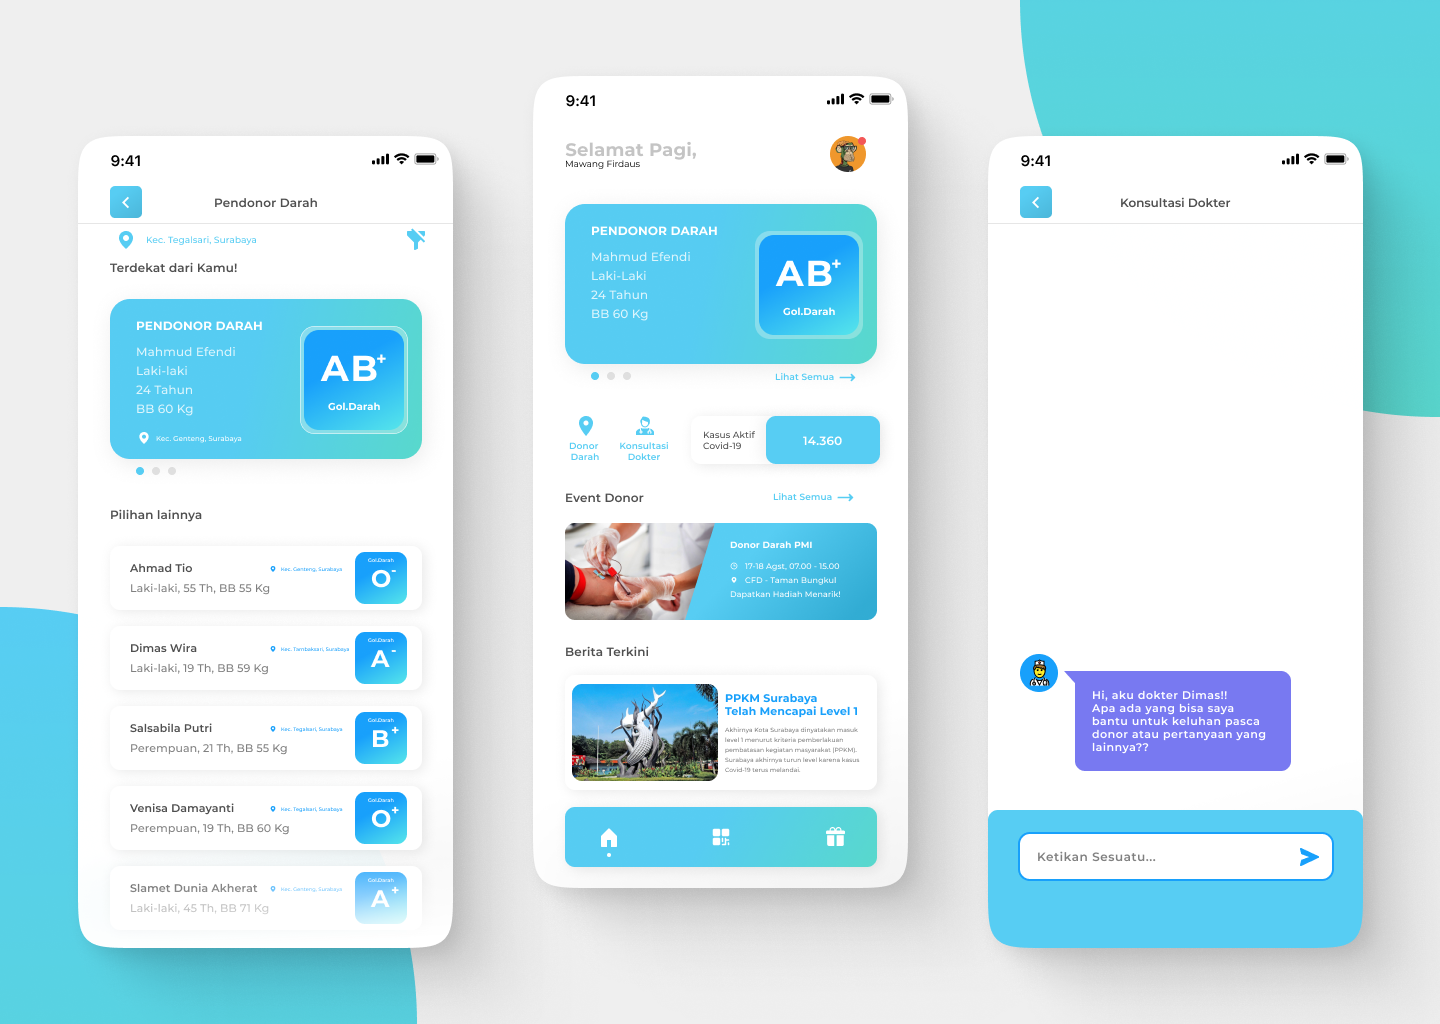 9:41
Pendonor Darah
Kec. Tegalsari, Surabaya
Terdekat dari Kamu!
PENDONOR DARAH
Mahmud Efendi
Laki-laki
24 Tahun
BB 60 Kg
Kec. Genteng, Surabaya
AB+
Gol.Darah
Pilihan lainnya
Ahmad Tio
Kec. Genteng, Surabaya
Laki-laki, 55 Th, BB 55 Kg
Gol.Darah
O-
Dimas Wira
Kec. Tambaksari, Surabaya
Laki-laki, 19 Th, BB 59 Kg
Gol.Darah
A-
Salsabila Putri
Kec. Tegalsari, Surabaya
Perempuan, 21 Th, BB 55 Kg
Gol.Darah
B+
Venisa Damayanti
Kec. Tegalsari, Surabaya
Perempuan, 19 Th, BB 60 Kg
Gol.Darah
O+
Slamet Dunia Akherat
Kec. Genteng, Surabaya
Laki-laki, 45 Th, BB 71 Kg
Gol.Darah
A+
9:41
Selamat Pagi,
Mawang Firdaus
PENDONOR DARAH
Mahmud Efendi
Laki-Laki
24 Tahun
BB 60 Kg
AB+
Gol.Darah
Lihat Semua
Donor
Darah
Konsultasi
Dokter
Kasus Aktif
Covid-19
14.360
Event Donor
Lihat Semua
Donor Darah PMI
17-18 Agst, 07.00 - 15.00
CFD - Taman Bungkul
Dapatkan Hadiah Menarik!
Berita Terkini
PPKM Surabaya
Telah Mencapai Level 1
Akhirnya Kota Surabaya dinyatakan masuk
level 1 menurut kriteria pemberlakuan
pembatasan kegiatan masyarakat (PPKM).
Surabaya akhirnya turun level karena kasus
Covid-19 terus melandai.
9:41
Konsultasi Dokter
Hi, aku dokter Dimas!!
Apa ada yang bisa saya
bantu untuk keluhan pasca
donor atau pertanyaan yang
lainnya??
Ketikan Sesuatu...